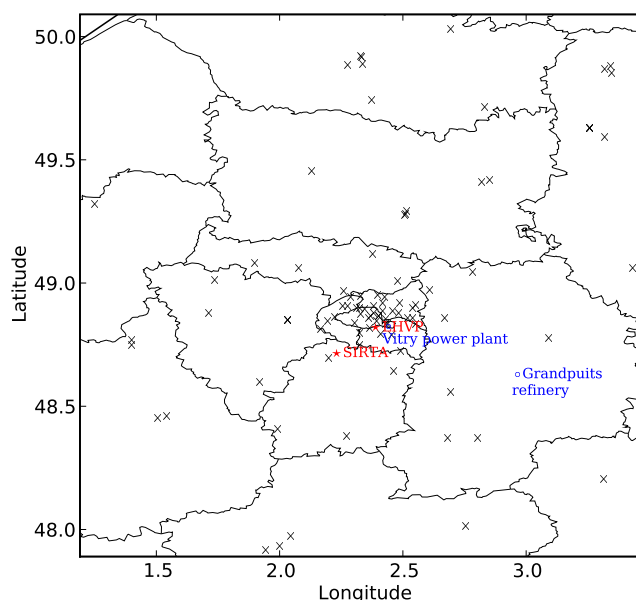 50.0
49.5
49.0
48.5
48.0
Latitude
LHVP
Vitry power plant
SIRTA
Grandpuits
refinery
1.5
2.0
2.5
3.0
Longitude